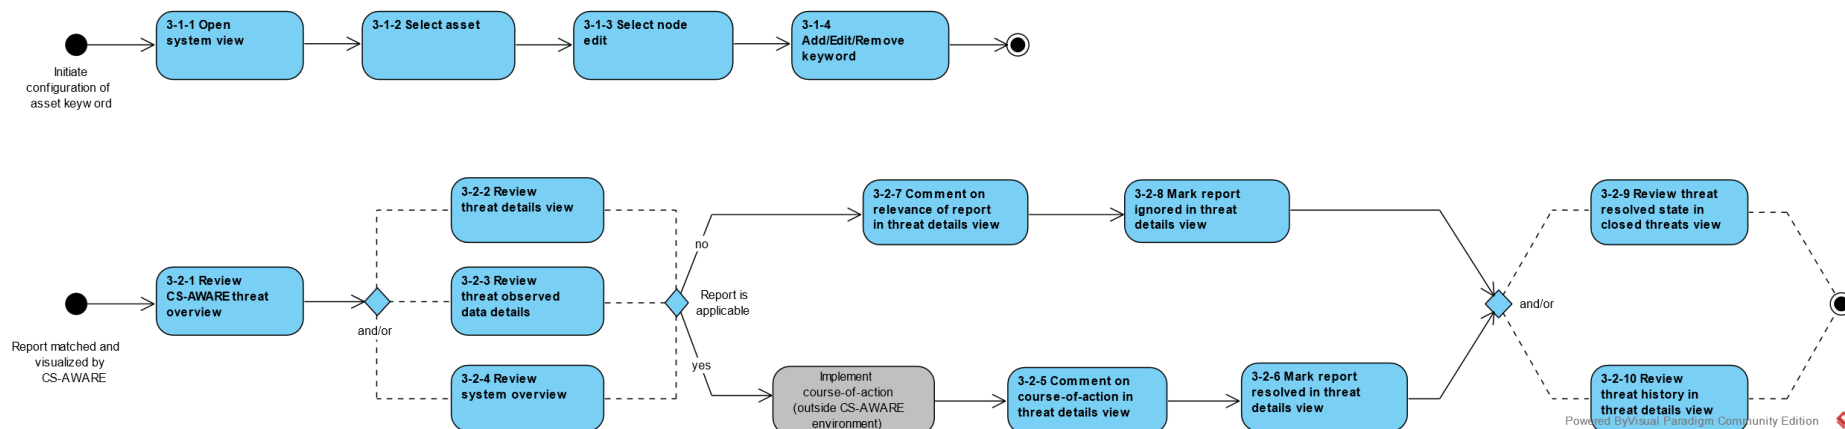 3-1-1 Open
system view
3-1-2 Select asset
3-1-3 Select node
edit
3-1-4
Add/Edit/Remove
keyword
Initiate
configuration of
asset keyword
3-2-2 Review
threat details view
3-2-7 Comment on
relevance of report
in threat details view
3-2-8 Mark report
ignored in threat
details view
3-2-9 Review threat
resolved state in
closed threats view
no
3-2-1 Review
CS-AWARE threat
overview
3-2-3 Review
threat observed
data details
Report is
applicable
and/or
and/or
Report matched and
visualized by
CS-AWARE
yes
3-2-4 Review
system overview
Implement
course-of-action
(outside CS-AWARE
environment)
3-2-5 Comment on
course-of-action in
threat details view
3-2-6 Mark report
resolved in threat
details view
3-2-10 Review
threat history in
threat details view
Powered By Visual Paradigm Community Edition